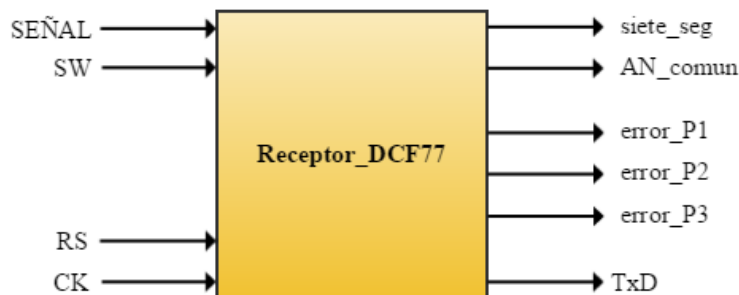 SEÑAL
SW
RS
CK
Receptor_DCF77
siete_seg
AN_comun
error_P1
error_P2
error_P3
TxD